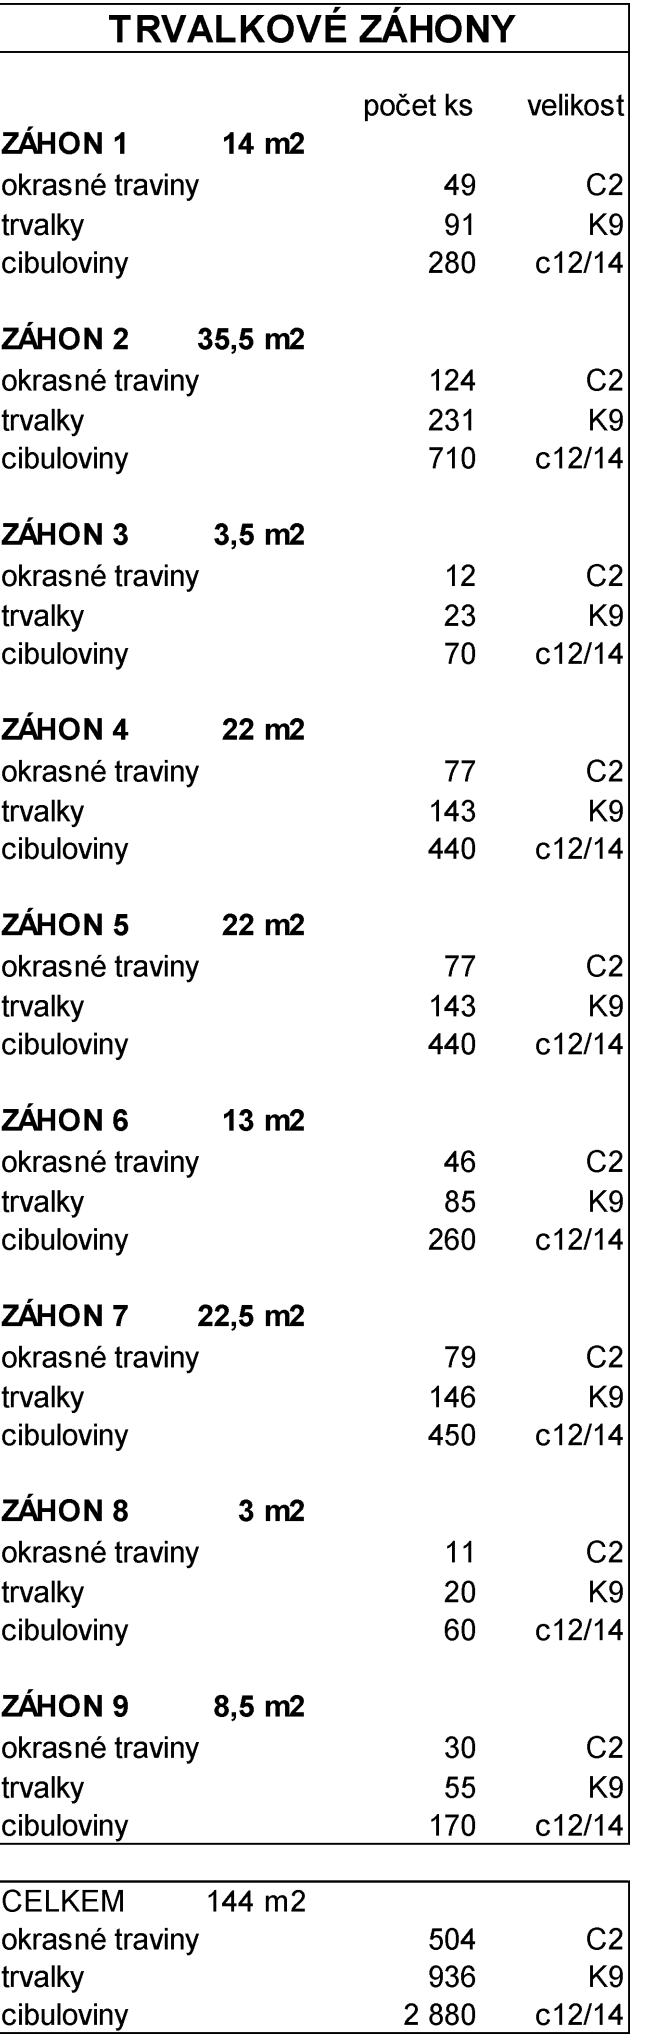 TRVALKOVÉ ZÁHONY
počet ks velikost
ZÁHON 1 14 m2
okrasné traviny 49 C2
trvalky 91 K9
cibuloviny 280 c12/14
ZÁHON 2 35,5 m2
okrasné traviny 124 C2
trvalky 231 K9
cibuloviny 710 c12/14
ZÁHON 3 3,5 m2
okrasné traviny 12 C2
trvalky 23 K9
cibuloviny 70 c12/14
ZÁHON 4 22 m2
okrasné traviny 77 C2
trvalky 143 K9
cibuloviny 440 c12/14
ZÁHON 5 22 m2
okrasné traviny 77 C2
trvalky 143 K9
cibuloviny 440 c12/14
ZÁHON 6 13 m2
okrasné traviny 46 C2
trvalky 85 K9
cibuloviny 260 c12/14
ZÁHON 7 22,5 m2
okrasné traviny 79 C2
trvalky 146 K9
cibuloviny 450 c12/14
ZÁHON 8 3 m2
okrasné traviny 11 C2
trvalky 20 K9
cibuloviny 60 c12/14
ZÁHON 9 8,5 m2
okrasné traviny 30 C2
trvalky 55 K9
cibuloviny 170 c12/14
CELKEM 144 m2
okrasné traviny 504 C2
trvalky 936 K9
cibuloviny 2 880 c12/14